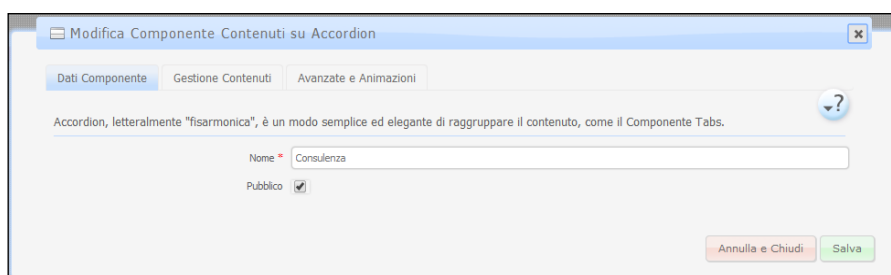 Modifica Componente Contenuti su Accordion
Dati Componente Gestione Contenuti Avanzate e Animazioni
?
Accordion, letteralmente "fisarmonica", è un modo semplice ed elegante di raggruppare il contenuto, come il Componente Tabs.
Nome * Consulenza
Pubblico
Annulla e Chiudi Salva